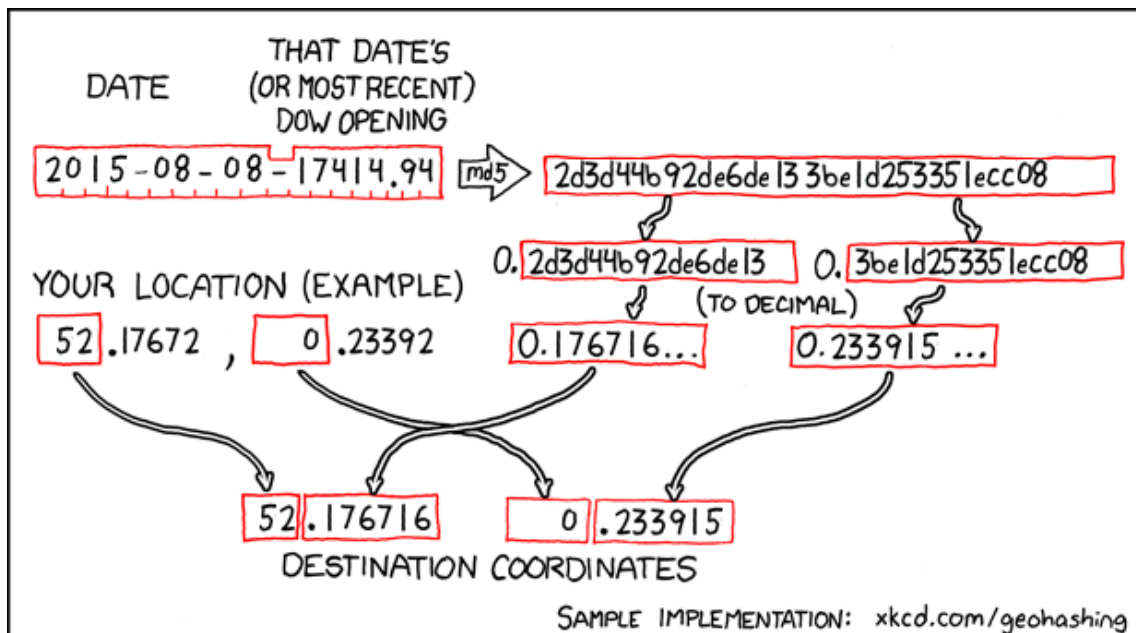 DATE
THAT DATE'S
(OR MOST RECENT)
DOW OPENING
2015-08-08-17414.94
md5
2d3d44b92de6de133be1d253351ecc08
0.2d3d44b92de6de13
0.3be1d253351ecc08
(TO DECIMAL)
YOUR LOCATION (EXAMPLE)
52.17672, 0.23392
0.176716...
0.233915 ...
52.176716
0.233915
DESTINATION COORDINATES
SAMPLE IMPLEMENTATION: xkcd.com/geohashing